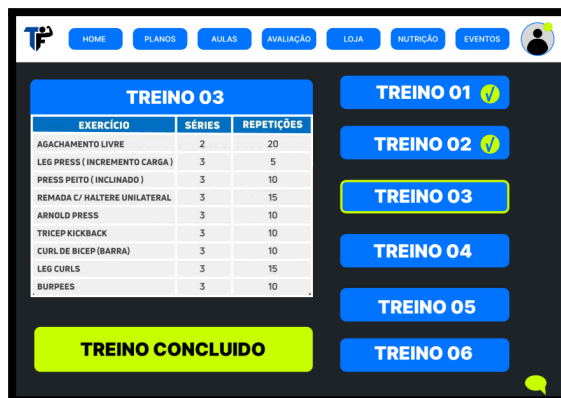 TF
HOME PLANOS AULAS AVALIAÇÃO LOJA NUTRIÇÃO EVENTOS
TREINO 03
EXERCÍCIO SÉRIES REPETIÇÕES
AGACHAMENTO LIVRE 2 20
LEG PRESS ( INCREMENTO CARGA ) 3 5
PRESS PEITO ( INCLINADO ) 3 10
REMADA C/ HALTERE UNILATERAL 3 15
ARNOLD PRESS 3 10
TRICEP KICKBACK 3 10
CURL DE BICEP (BARRA) 3 10
LEG CURLS 3 15
BURPEES 3 10
TREINO CONCLUIDO
TREINO 01 √
TREINO 02 √
TREINO 03
TREINO 04
TREINO 05
TREINO 06